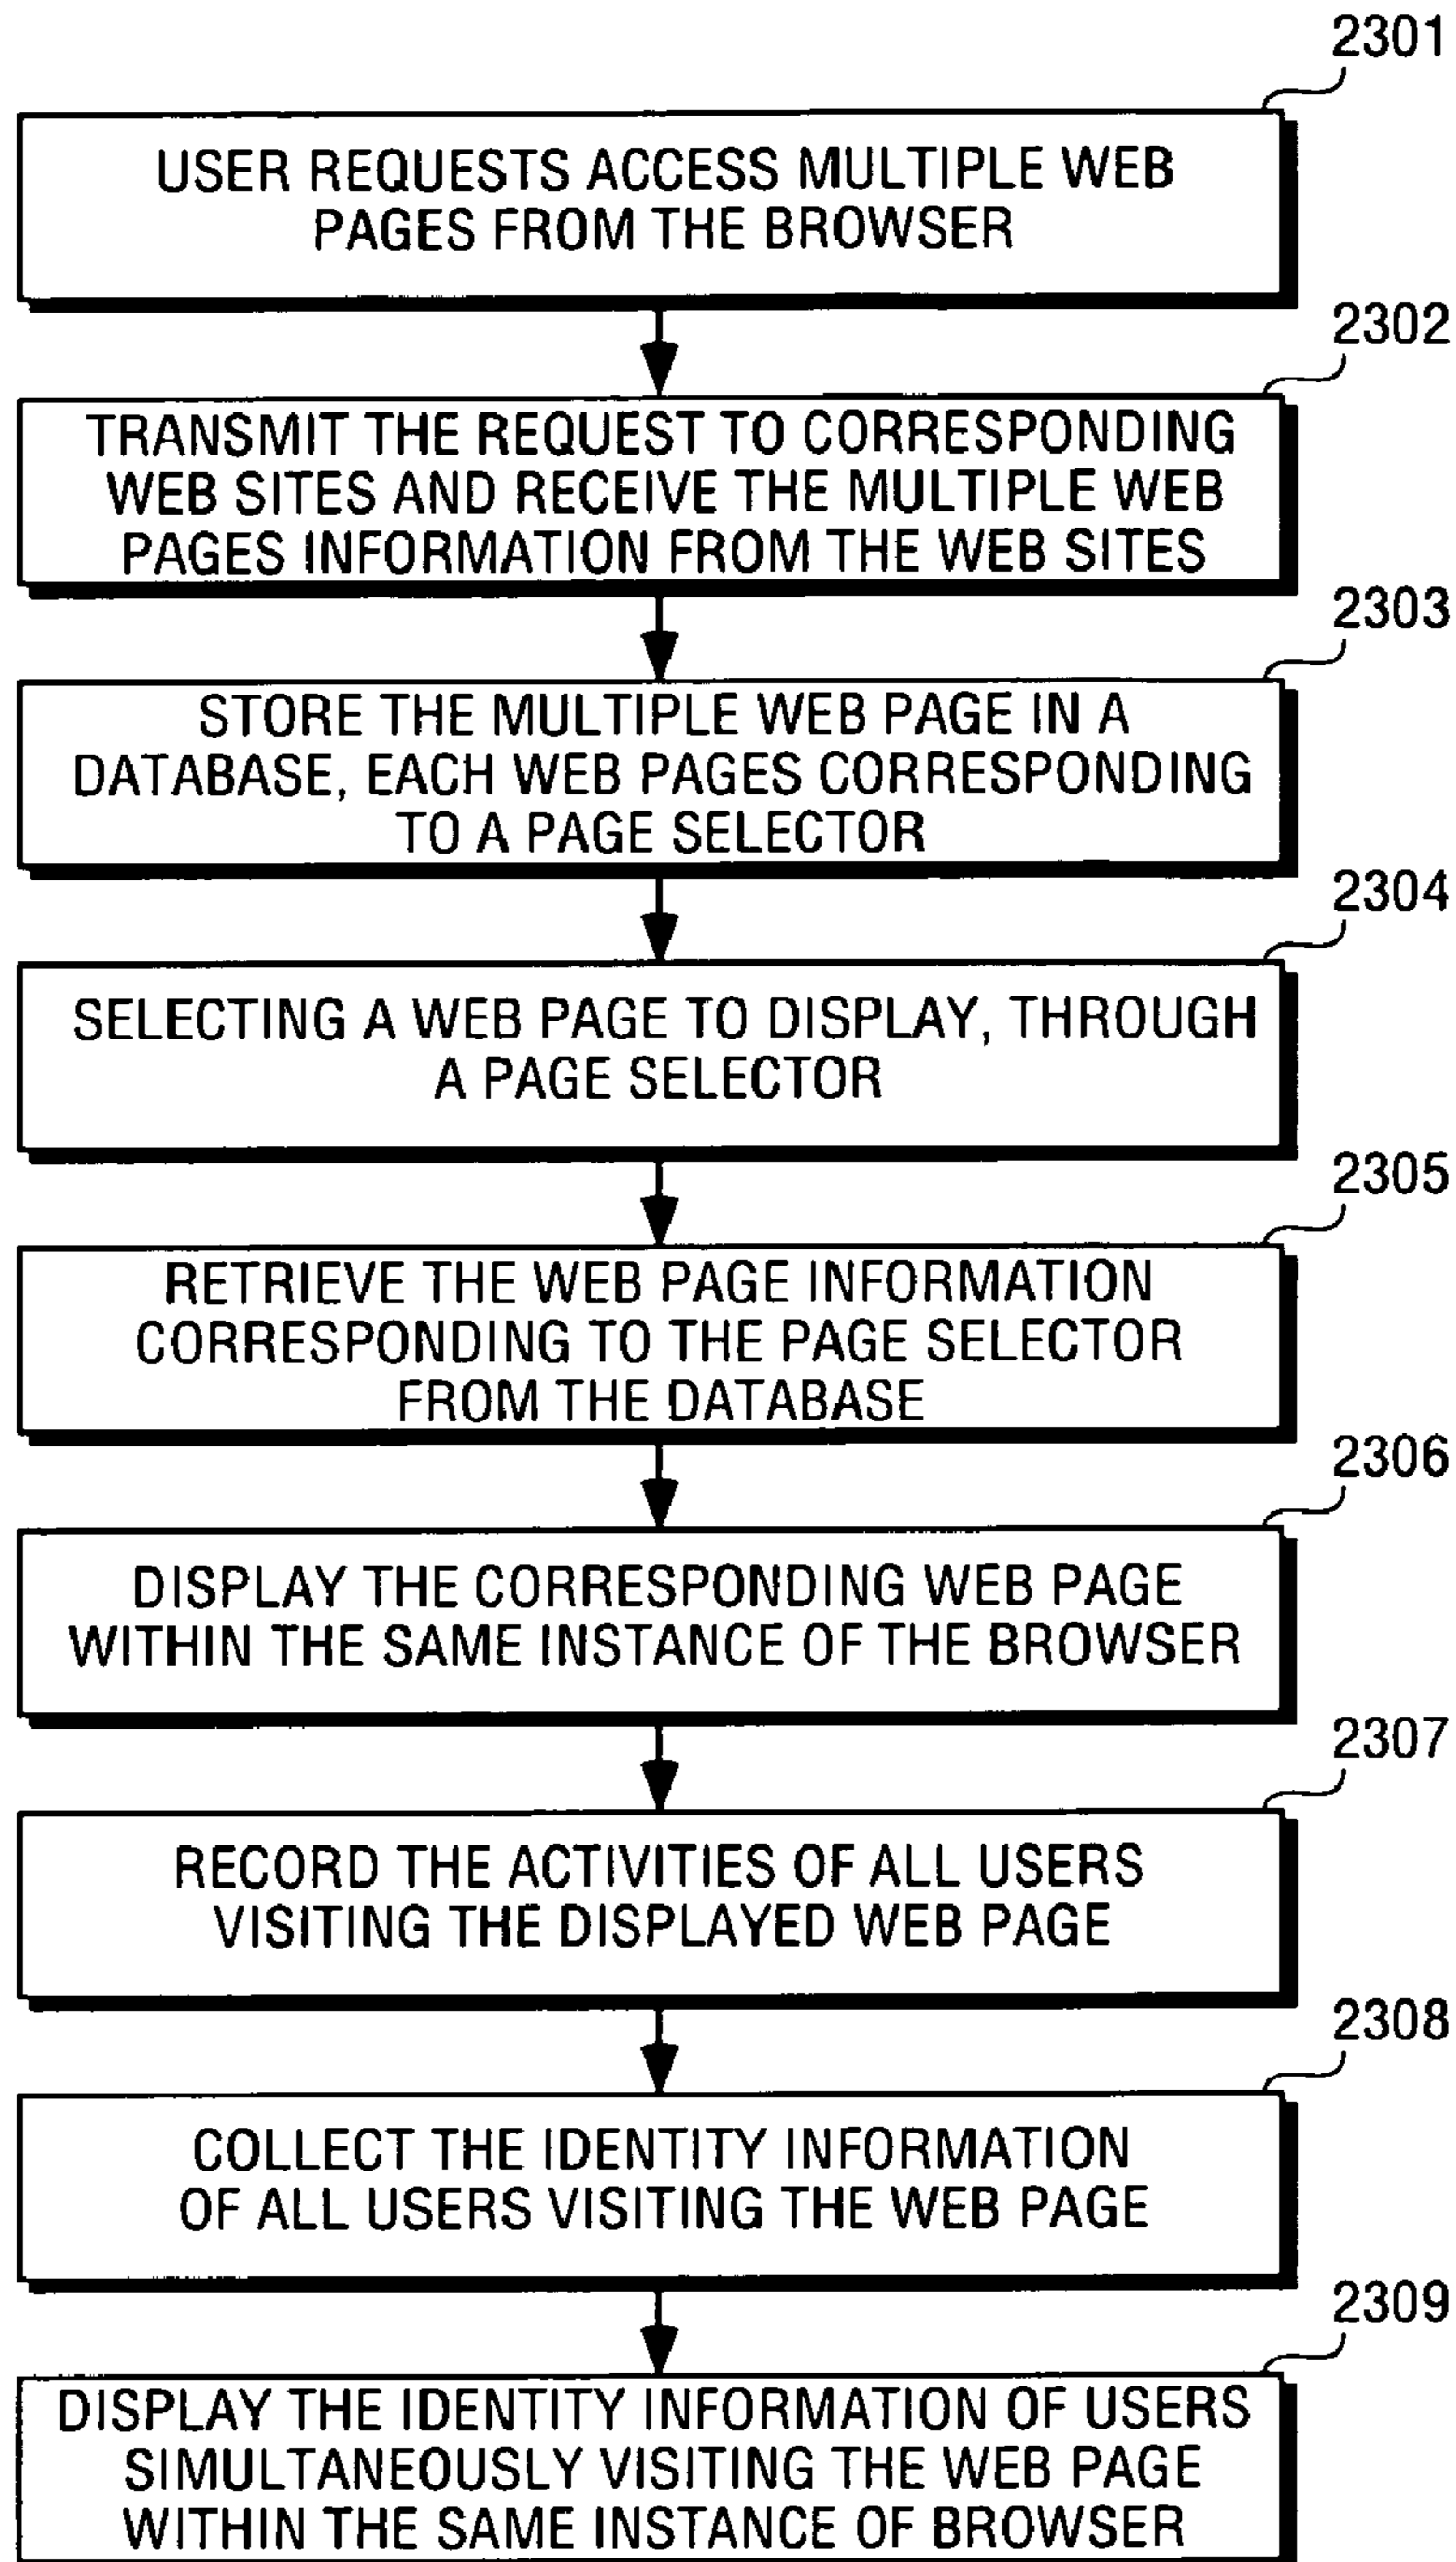 2301
USER REQUESTS ACCESS MULTIPLE WEB
PAGES FROM THE BROWSER
2302
TRANSMIT THE REQUEST TO CORRESPONDING
WEB SITES AND RECEIVE THE MULTIPLE WEB
PAGES INFORMATION FROM THE WEB SITES
2303
STORE THE MULTIPLE WEB PAGE IN A
DATABASE, EACH WEB PAGES CORRESPONDING
TO A PAGE SELECTOR
2304
SELECTING A WEB PAGE TO DISPLAY, THROUGH
A PAGE SELECTOR
2305
RETRIEVE THE WEB PAGE INFORMATION
CORRESPONDING TO THE PAGE SELECTOR
FROM THE DATABASE
2306
DISPLAY THE CORRESPONDING WEB PAGE
WITHIN THE SAME INSTANCE OF THE BROWSER
2307
RECORD THE ACTIVITIES OF ALL USERS
VISITING THE DISPLAYED WEB PAGE
2308
COLLECT THE IDENTITY INFORMATION
OF ALL USERS VISITING THE WEB PAGE
2309
DISPLAY THE IDENTITY INFORMATION OF USERS
SIMULTANEOUSLY VISITING THE WEB PAGE
WITHIN THE SAME INSTANCE OF BROWSER